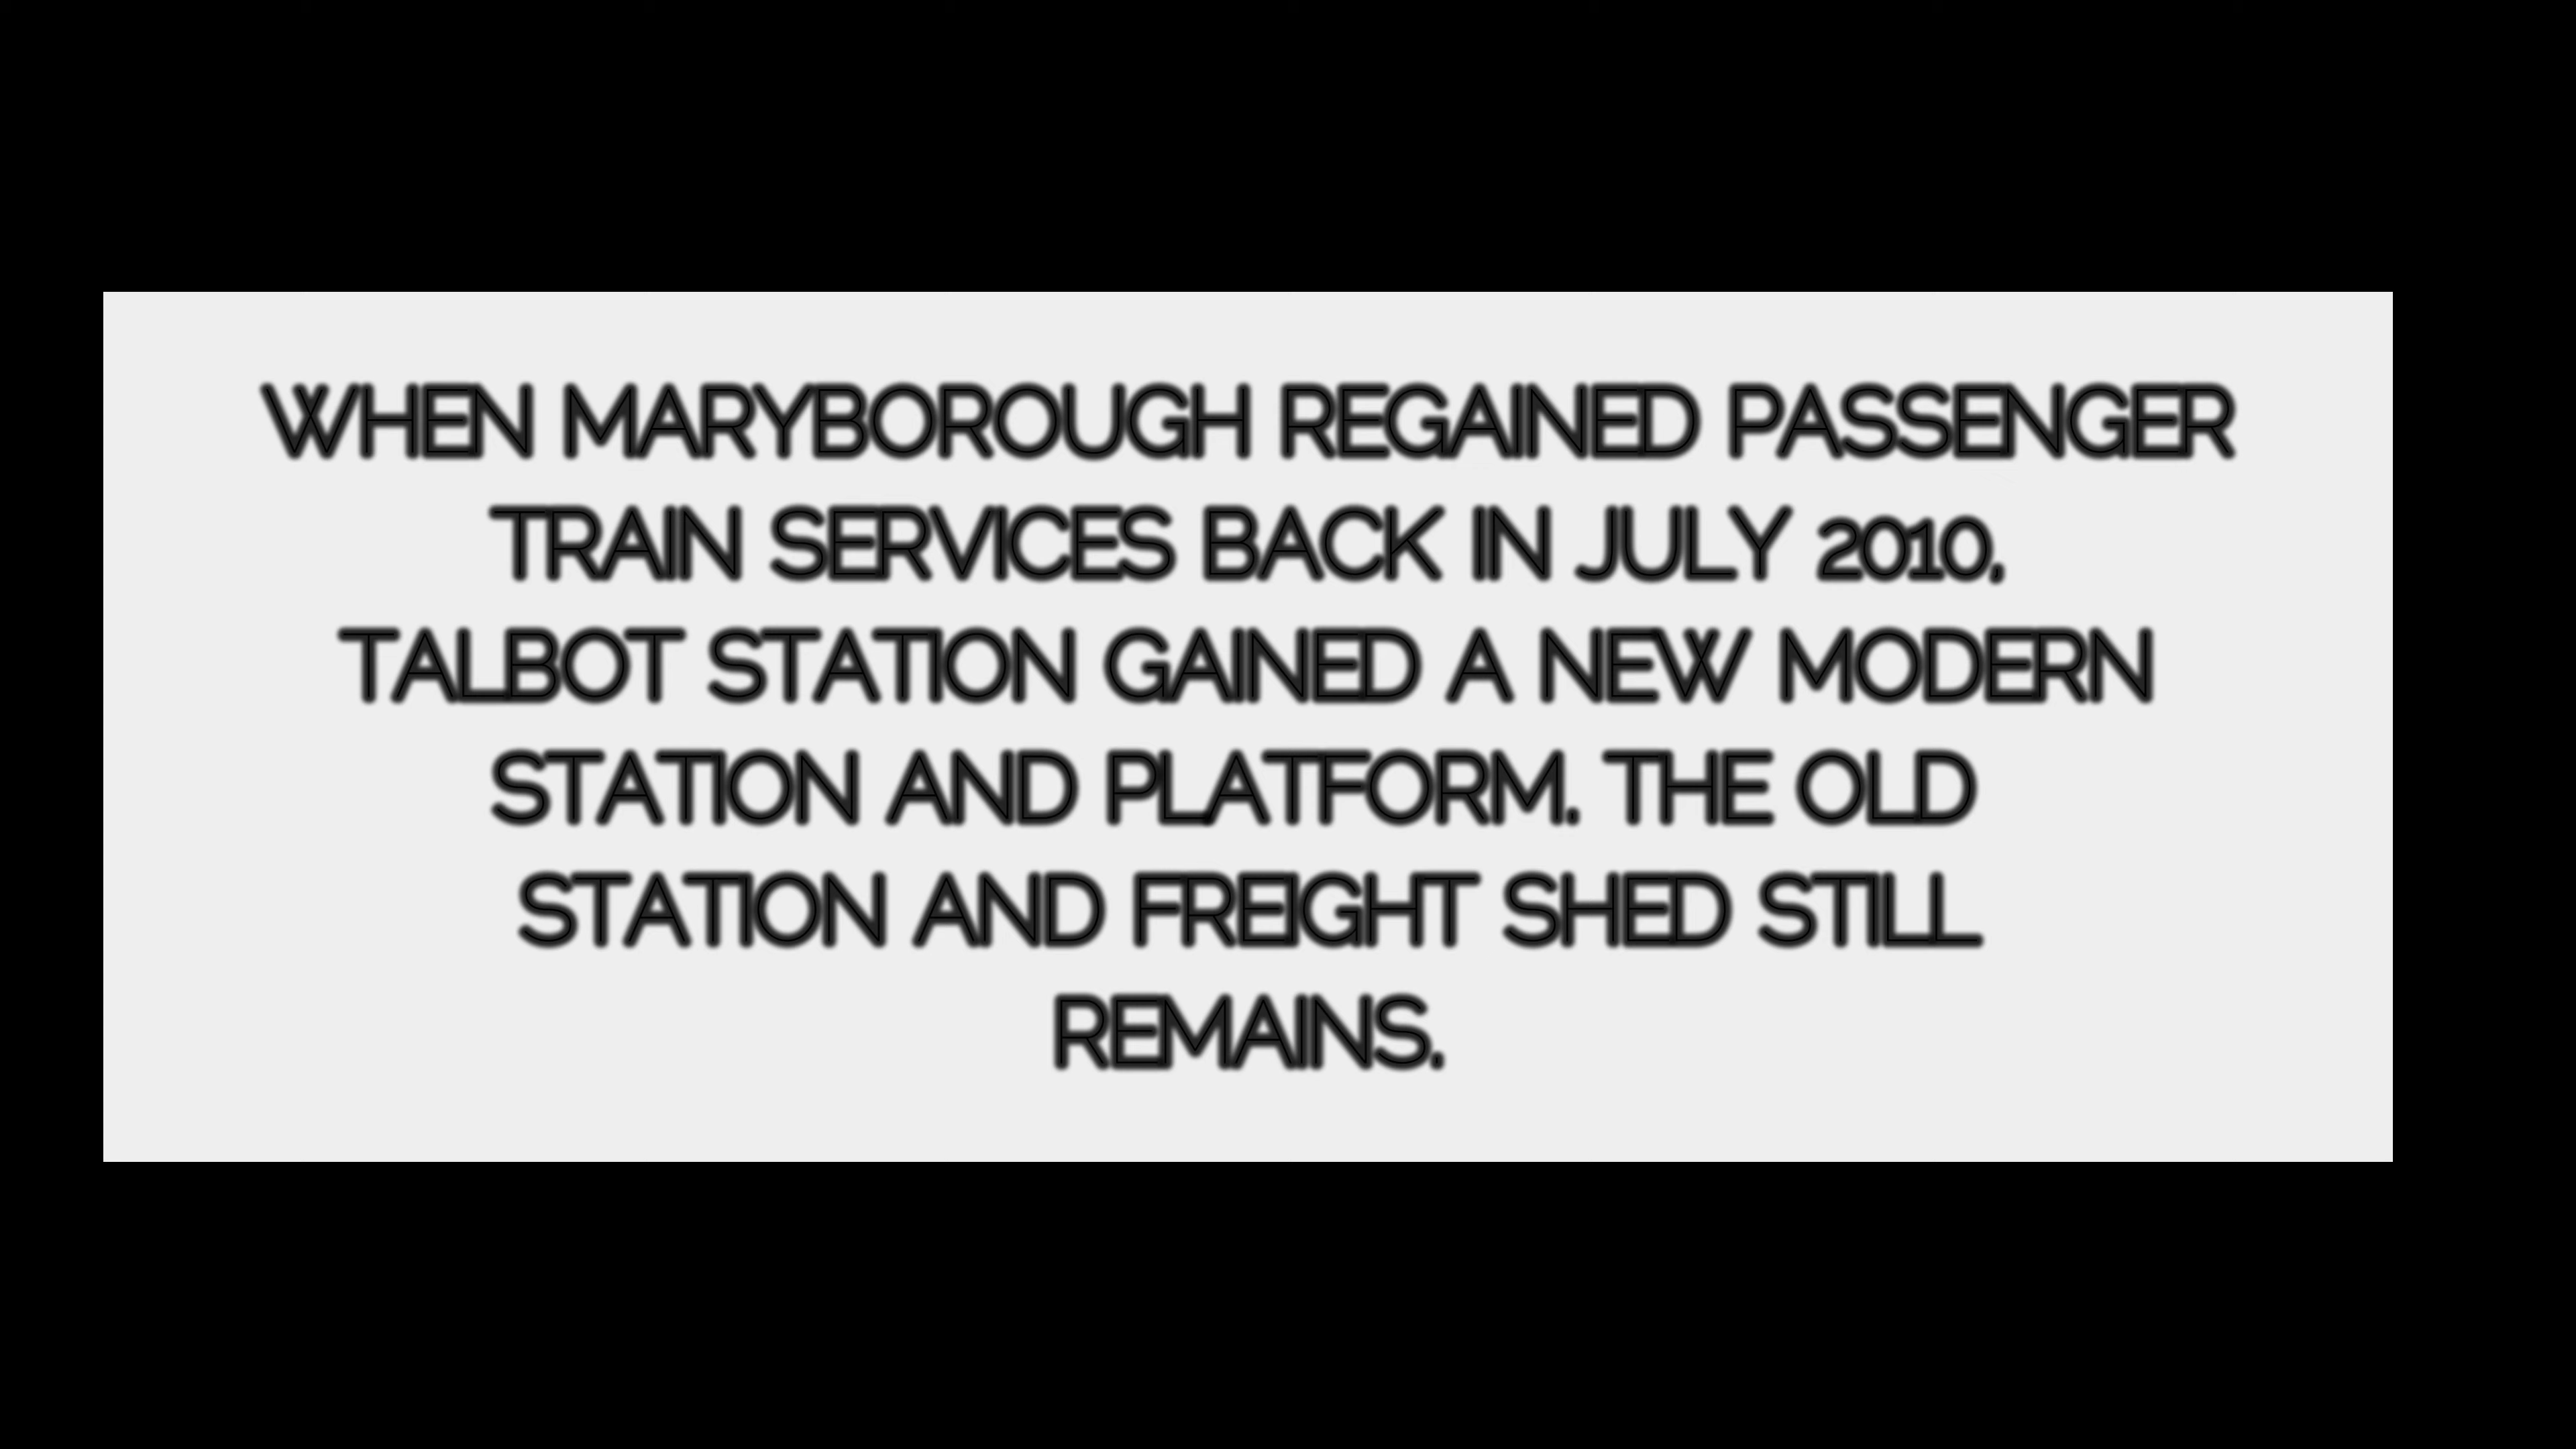 WHEN MARYBOROUGH REGAINED PASSENGER
TRAIN SERVICES BACK IN JULY 2010,
TALBOT STATION GAINED A NEW MODERN
STATION AND PLATFORM. THE OLD
STATION AND FREIGHT SHED STILL
REMAINS.